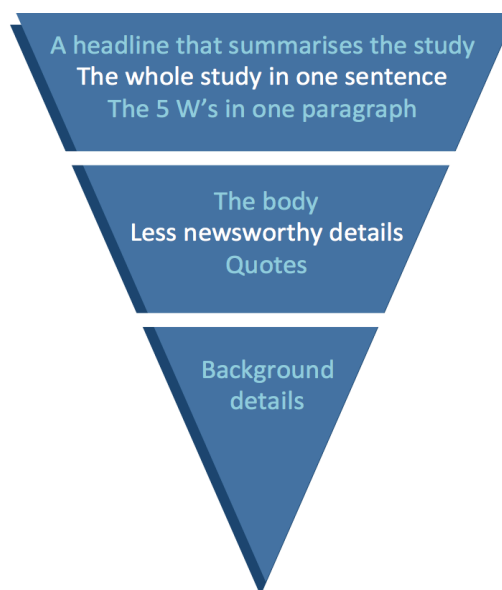 A headline that summarises the study
The whole study in one sentence
The 5 W's in one paragraph
The body
Less newsworthy details
Quotes
Background
details